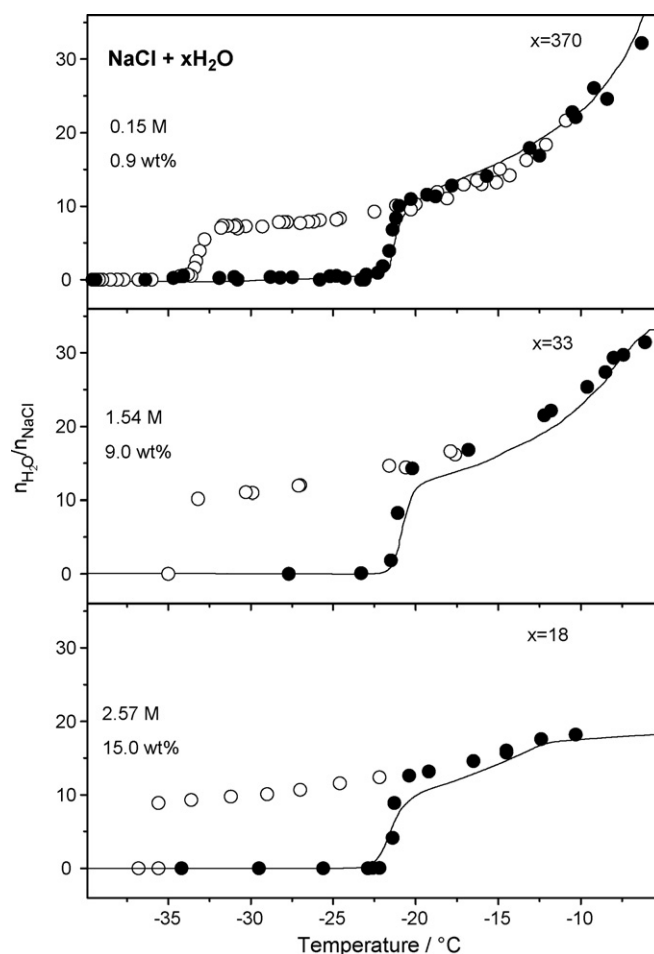 NaCl + xH₂O
x=370
0.15 M
0.9 wt%
30
20
10
0
x=33
1.54 M
9.0 wt%
30
20
10
0
n_H₂O/n_NaCl
x=18
2.57 M
15.0 wt%
30
20
10
0
-35 -30 -25 -20 -15 -10
Temperature / °C